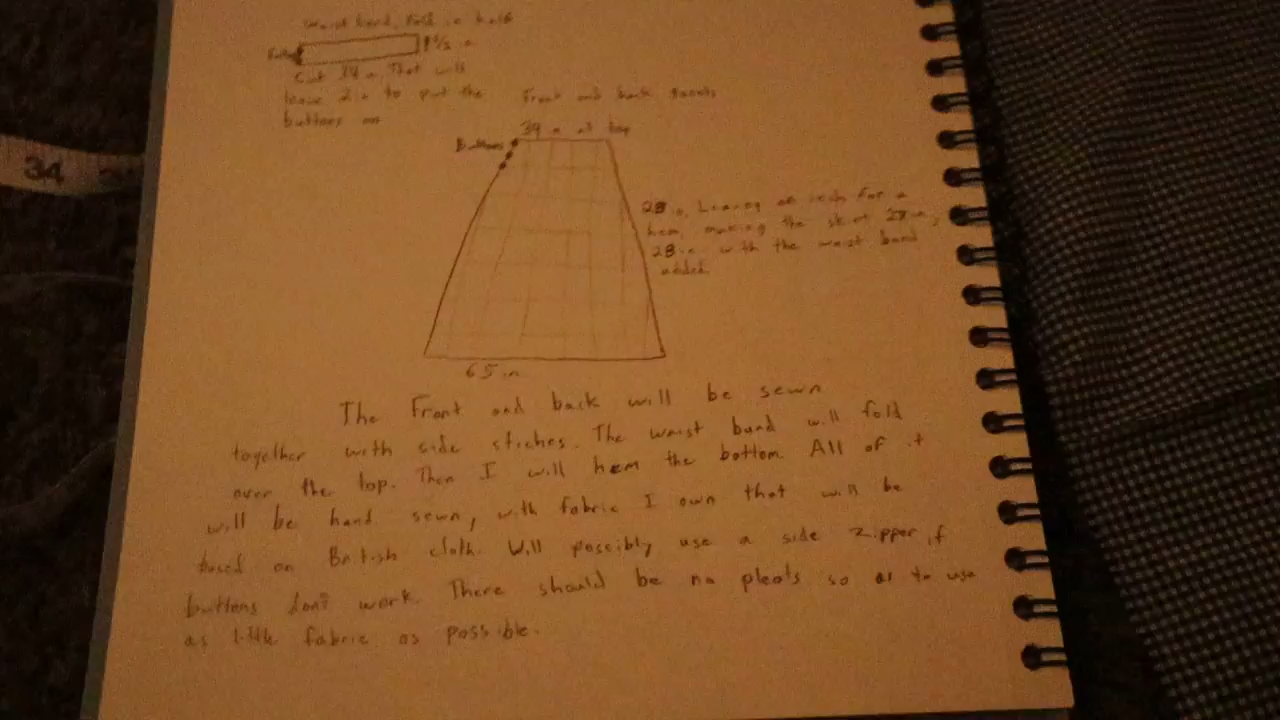 Waist band, fold in half
Button
1 1/2 in
Cut 34 in. That will
leave 2 in to put the
buttons on
Front and back panels
34 in at top
Buttons
34
28 in. Leaving an inch for a
hem, making the skirt 27 in,
28 in with the waist band
added.
65 in
The Front and back will be sewn
together with side stiches. The waist band will fold
over the top. Then I will hem the bottom. All of it
will be hand sewn, with fabric I own that will be
based on British cloth. Will possibly use a side zipper, if
buttons don't work. There should be no pleats so as to use
as little fabric as possible.